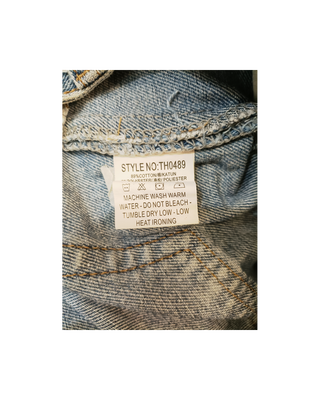 STYLE NO:TH0489
MACHINE WASH WARM
WATER - DO NOT BLEACH -
TUMBLE DRY LOW - LOW
HEAT IRONING